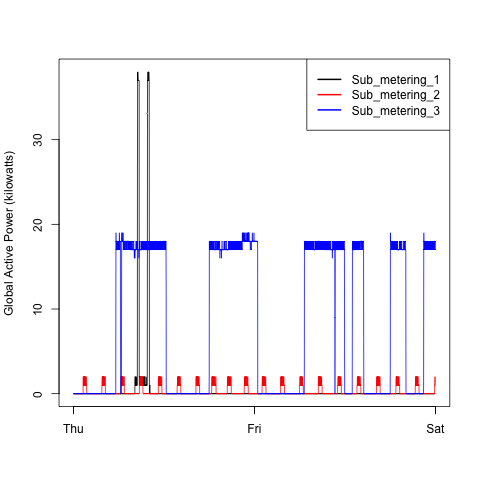 Sub_metering_1
Sub_metering_2
Sub_metering_3
Global Active Power (kilowatts)
30
20
10
0
Thu Fri Sat